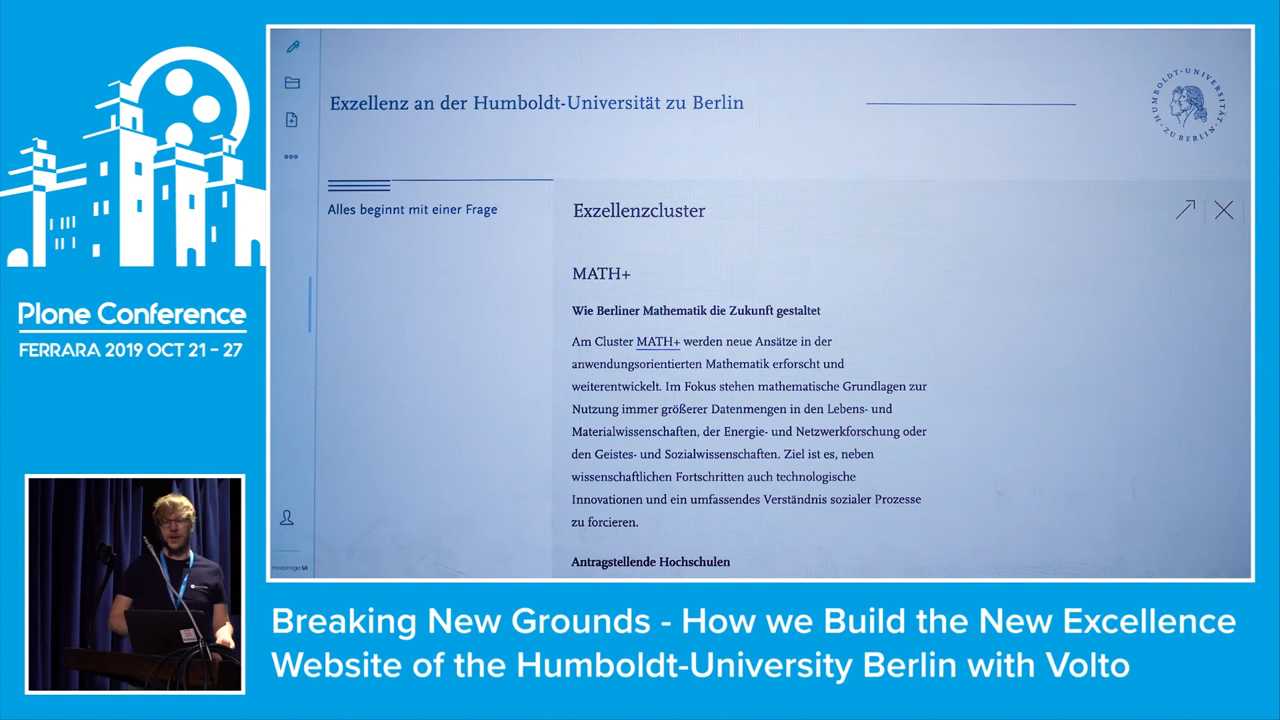 Plone Conference
FERRARA 2019 OCT 21 – 27
Exzellenz an der Humboldt-Universität zu Berlin
HUMBOLDT-UNIVERSITÄT ZU BERLIN
Alles beginnt mit einer Frage
Exzellenzcluster
MATH+
Wie Berliner Mathematik die Zukunft gestaltet
Am Cluster MATH+ werden neue Ansätze in der
anwendungsorientierten Mathematik erforscht und
weiterentwickelt. Im Fokus stehen mathematische Grundlagen zur
Nutzung immer größerer Datenmengen in den Lebens- und
Materialwissenschaften, der Energie- und Netzwerkforschung oder
den Geistes- und Sozialwissenschaften. Ziel ist es, neben
wissenschaftlichen Fortschritten auch technologische
Innovationen und ein umfassendes Verständnis sozialer Prozesse
zu forcieren.
Antragstellende Hochschulen
Breaking New Grounds - How we Build the New Excellence
Website of the Humboldt-University Berlin with Volto